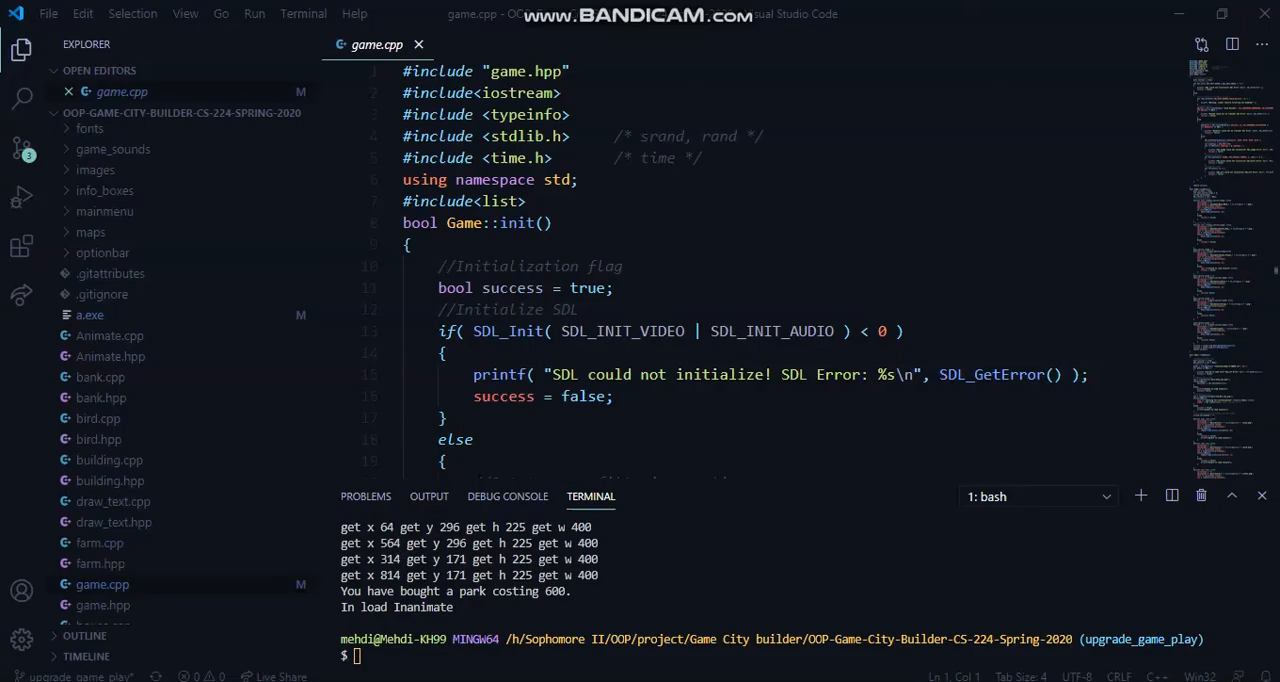 File Edit Selection View Go Run Terminal Help
game.cpp - OOP
www.BANDICAM.com
Visual Studio Code
EXPLORER
OPEN EDITORS
game.cpp M
OOP-GAME-CITY-BUILDER-CS-224-SPRING-2020
fonts
game_sounds
images
info_boxes
mainmenu
maps
optionbar
.gitattributes
.gitignore
a.exe M
Animate.cpp
Animate.hpp
bank.cpp
bank.hpp
bird.cpp
bird.hpp
building.cpp
building.hpp
draw_text.cpp
draw_text.hpp
farm.cpp
farm.hpp
game.cpp M
game.hpp
OUTLINE
TIMELINE
3
game.cpp
1 #include "game.hpp"
2 #include<iostream>
3 #include <typeinfo>
4 #include <stdlib.h> /* srand, rand */
5 #include <time.h> /* time */
6 using namespace std;
7 #include<list>
8 bool Game::init()
9 {
10 //Initialization flag
11 bool success = true;
12 //Initialize SDL
13 if( SDL_Init( SDL_INIT_VIDEO | SDL_INIT_AUDIO ) < 0 )
14 {
15 printf( "SDL could not initialize! SDL Error: %s\n", SDL_GetError() );
16 success = false;
17 }
18 else
19 {
PROBLEMS OUTPUT DEBUG CONSOLE TERMINAL
1: bash
get x 64 get y 296 get h 225 get w 400
get x 564 get y 296 get h 225 get w 400
get x 314 get y 171 get h 225 get w 400
get x 814 get y 171 get h 225 get w 400
You have bought a park costing 600.
In load Inanimate
mehdi@Mehdi-KH99 MINGW64 /h/Sophomore II/OOP/project/Game City builder/OOP-Game-City-Builder-CS-224-Spring-2020 (upgrade_game_play)
$
upgrade_game_play* 0 0 Live Share
Ln 1, Col 1 Tab Size: 4 UTF-8 CRLF C++ Win32